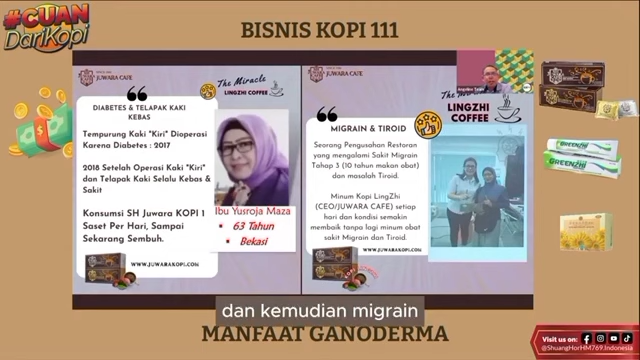 #CUAN
DariKopi
BISNIS KOPI 111
JUWARA CAFE
The Miracle
LINGZHI COFFEE
DIABETES & TELAPAK KAKI
KEBAS
Tempurung Kaki "Kiri" Dioperasi
Karena Diabetes : 2017
2018 Setelah Operasi Kaki "Kiri"
dan Telapak Kaki Selalu Kebas &
Sakit
Konsumsi SH Juwara KOPI 1
Saset Per Hari, Sampai
Sekarang Sembuh.
WWW.JUWARAKOPI.COM
Ibu Yusroja Maza
• 63 Tahun
• Bekasi
JUWARA CAFE
The Miracle
LINGZHI
COFFEE
MIGRAIN & TIROID
Seorang Pengusahan Restoran
yang mengalami Sakit Migrain
Tahap 3 (10 tahun makan obat)
dan masalah Tiroid.
Minum Kopi LingZhi
(CEO/JUWARA CAFE) setiap
hari dan kondisi semakin
membaik tanpa lagi minum obat
sakit Migrain dan Tiroid.
WWW.JUWARAKOPI.COM
GREENZHI
dan kemudian migrain
MANFAAT GANODERMA
Visit us on:
@ShuangHorHM769.Indonesia